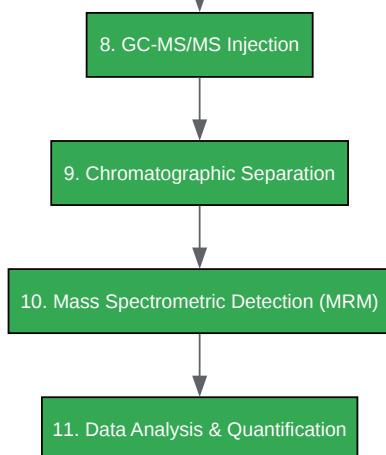 8. GC-MS/MS Injection
9. Chromatographic Separation
10. Mass Spectrometric Detection (MRM)
11. Data Analysis & Quantification